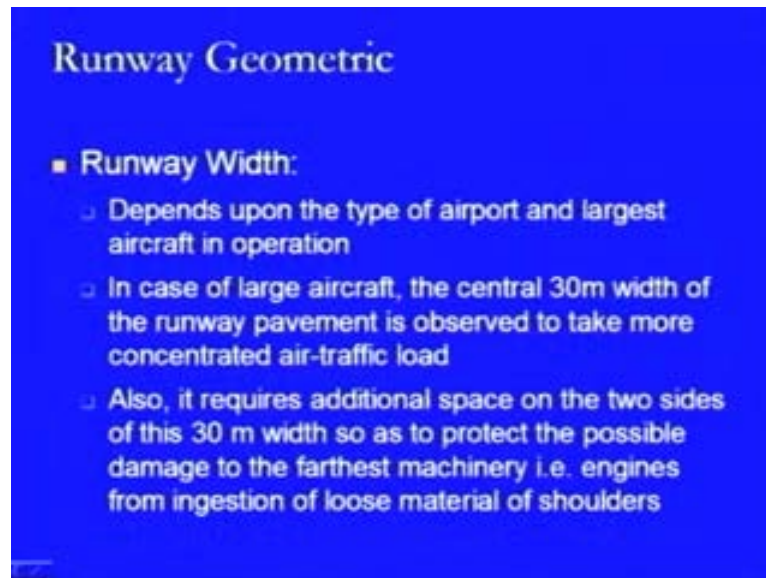 Runway Geometric
Runway Width:
Depends upon the type of airport and largest
aircraft in operation
In case of large aircraft, the central 30m width of
the runway pavement is observed to take more
concentrated air-traffic load
Also, it requires additional space on the two sides
of this 30 m width so as to protect the possible
damage to the farthest machinery i.e. engines
from ingestion of loose material of shoulders